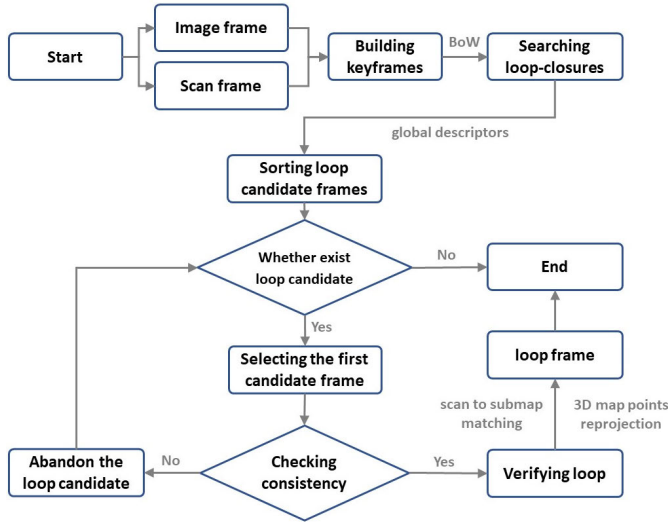 Start
Image frame
Scan frame
Building
keyframes
BoW
Searching
loop-closures
global descriptors
Sorting loop
candidate frames
Whether exist
loop candidate
No
End
Yes
Selecting the first
candidate frame
loop frame
scan to submap
matching
3D map points
reprojection
Abandon the
loop candidate
No
Checking
consistency
Yes
Verifying loop